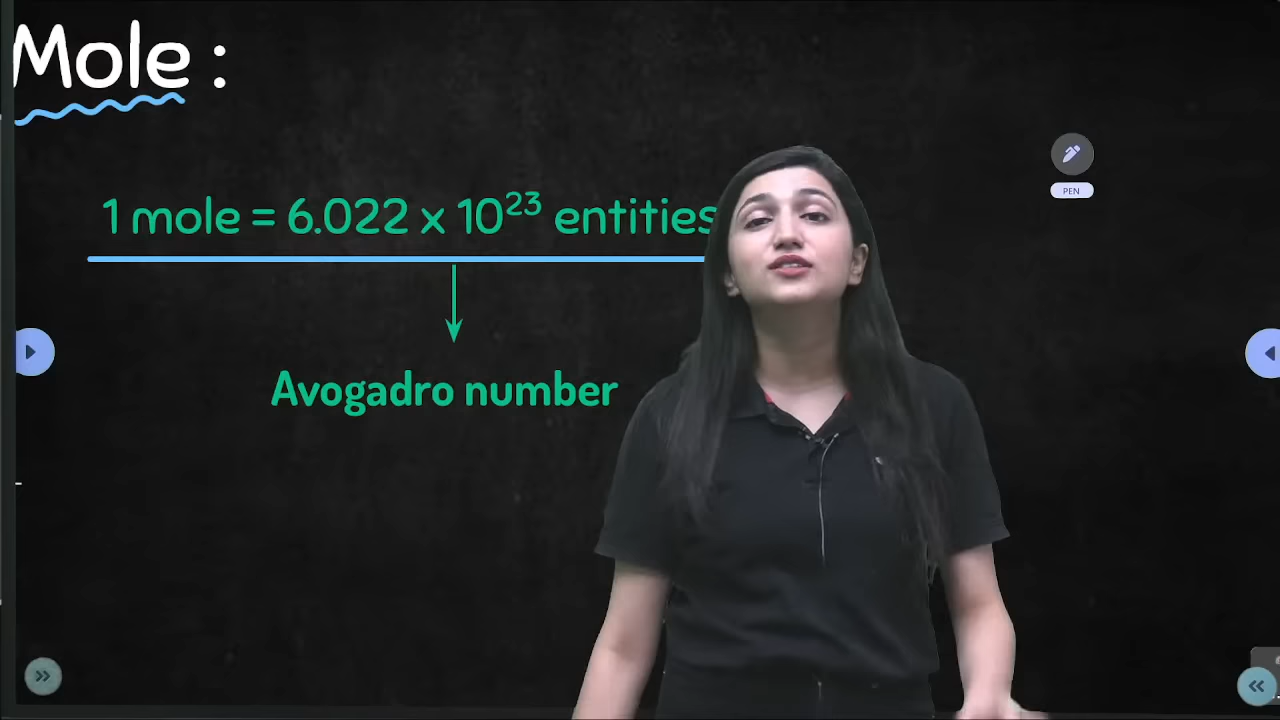 Mole :
PEN
1 mole = 6.022 x 10²³ entities
Avogadro number